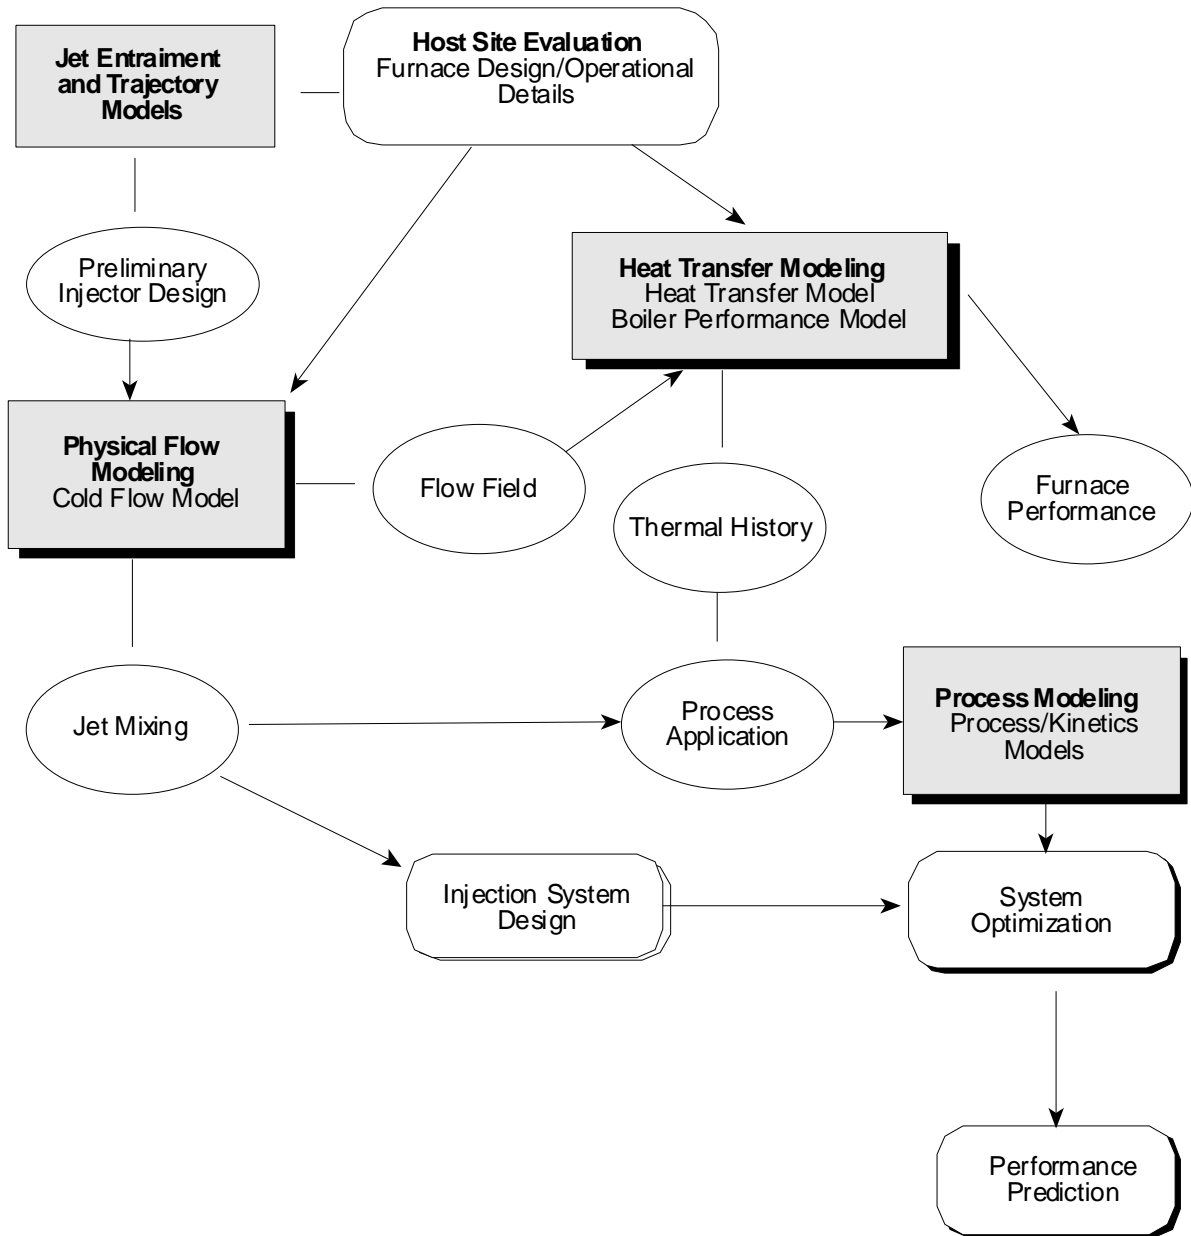 Jet Entraiment
and Trajectory
Models
Host Site Evaluation
Furnace Design/Operational
Details
Preliminary
Injector Design
Heat Transfer Modeling
Heat Transfer Model
Boiler Performance Model
Physical Flow
Modeling
Cold Flow Model
Flow Field
Thermal History
Furnace
Performance
Jet Mixing
Process
Application
Process Modeling
Process/Kinetics
Models
Injection System
Design
System
Optimization
Performance
Prediction